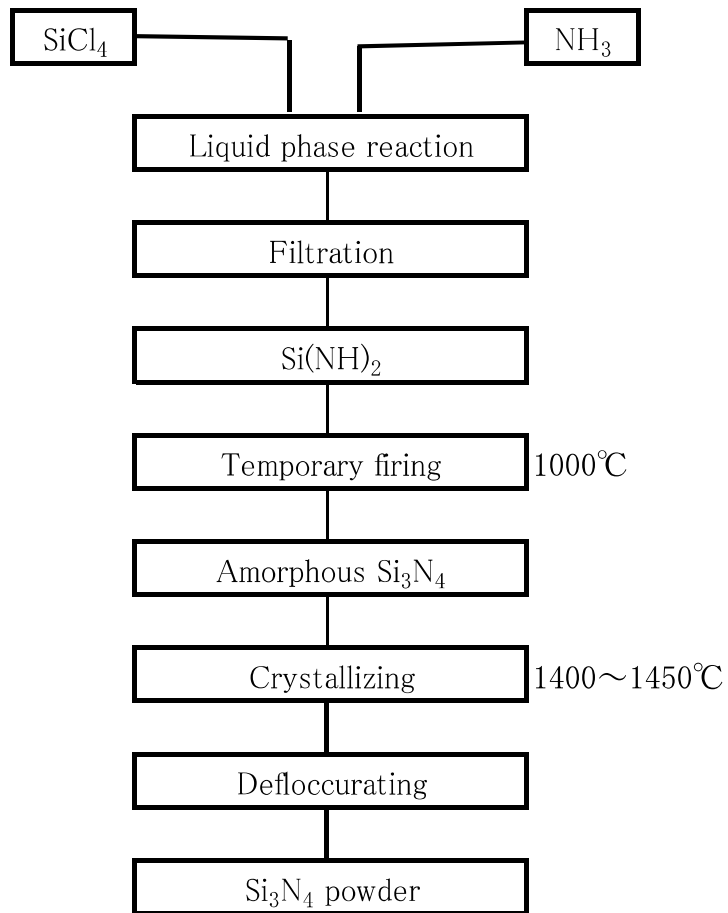 SiCl₄
NH₃
Liquid phase reaction
Filtration
Si(NH)₂
Temporary firing
1000℃
Amorphous Si₃N₄
Crystallizing
1400～1450℃
Defloccurating
Si₃N₄ powder